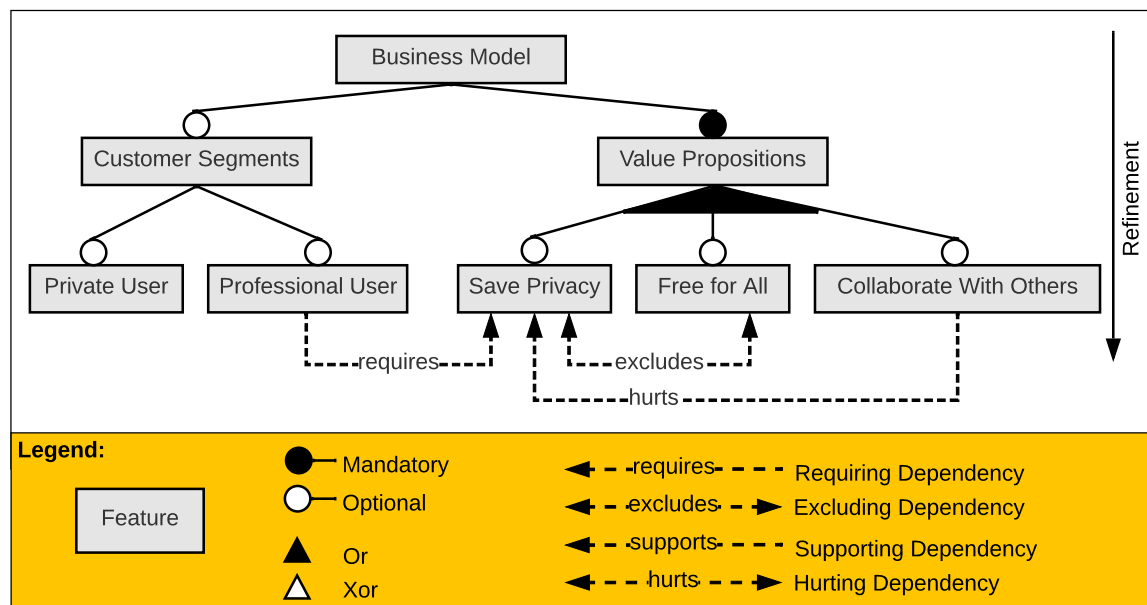 Business Model
Customer Segments
Value Propositions
Refinement
Private User
Professional User
Save Privacy
Free for All
Collaborate With Others
requires
excludes
hurts
Legend:
Feature
Mandatory
Optional
Or
Xor
requires
Requiring Dependency
excludes
Excluding Dependency
supports
Supporting Dependency
hurts
Hurting Dependency